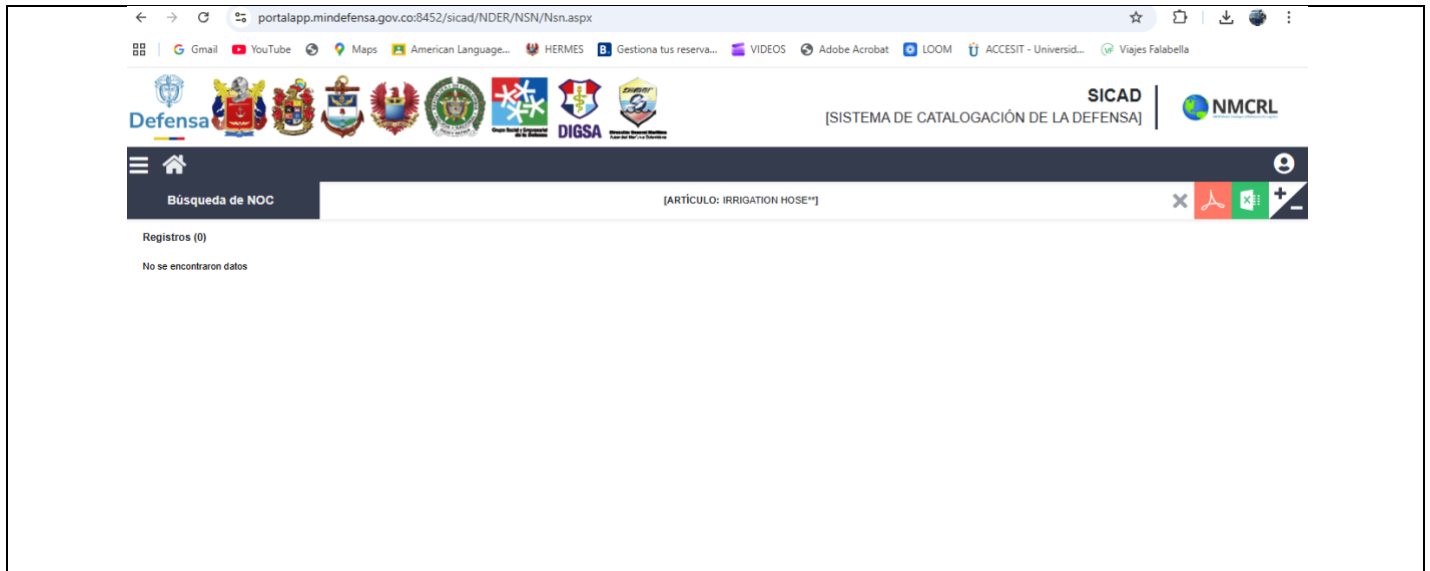 portalapp.mindefensa.gov.co:8452/sicad/NDER/NSN/Nsn.aspx
Gmail YouTube Maps American Language... HERMES B. Gestiona tus reserva... VIDEOS Adobe Acrobat LOOM ACCESIT - Universid... Viajes Falabella
Defensa
DIGSA
SICAD
[SISTEMA DE CATALOGACIÓN DE LA DEFENSA]
NMCRL
Búsqueda de NOC
[ARTÍCULO: IRRIGATION HOSE**]
Registros (0)
No se encontraron datos